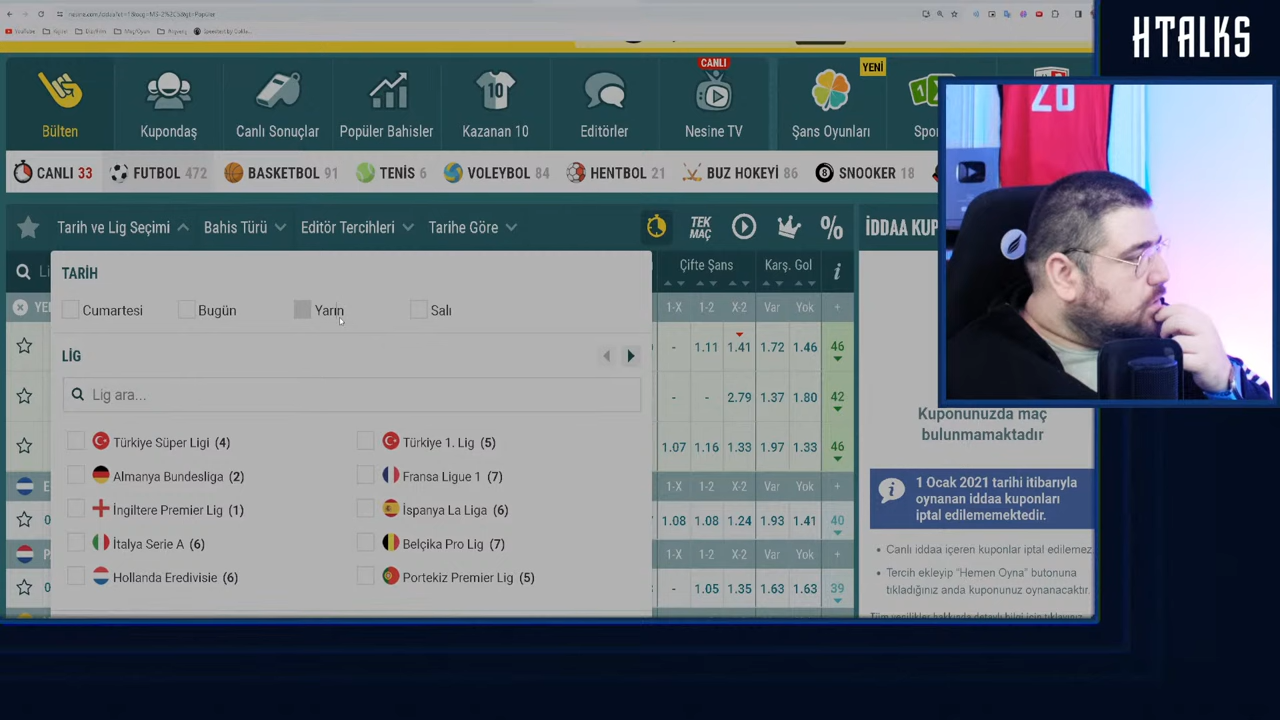 HTALKS
YouTube
CANLI
YENİ
10
Bülten
Kupondaş
Canlı Sonuçlar
Popüler Bahisler
Kazanan 10
Editörler
Nesine TV
Şans Oyunları
Spo
28
CANLI 33
FUTBOL 472
BASKETBOL 91
TENİS 6
VOLEYBOL 84
HENTBOL 21
BUZ HOKEYİ 86
8 SNOOKER 18
Tarih ve Lig Seçimi
Bahis Türü
Editör Tercihleri
Tarihe Göre
TEK MAÇ
%
İDDAA KUP
Li
TARİH
Çifte Şans
Karş. Gol
i
YE
1-X 1-2 X-2 Var Yok +
Cumartesi
Bugün
Yarın
Salı
- 1.11 1.41 1.72 1.46 46
LİG
Lig ara...
- - 2.79 1.37 1.80 42
Kuponunuzda maç
bulunmamaktadır
Türkiye Süper Ligi (4)
Türkiye 1. Lig (5)
1.07 1.16 1.33 1.97 1.33 46
Almanya Bundesliga (2)
Fransa Ligue 1 (7)
E
1-X 1-2 X-2 Var Yok +
1 Ocak 2021 tarihi itibarıyla
oynanan iddaa kuponları
iptal edilememektedir.
İngiltere Premier Lig (1)
İspanya La Liga (6)
0
1.08 1.08 1.24 1.93 1.41 40
İtalya Serie A (6)
Belçika Pro Lig (7)
P
1-X 1-2 X-2 Var Yok +
• Canlı iddaa içeren kuponlar iptal edilemez
• Tercih ekleyip "Hemen Oyna" butonuna
tıkladığınız anda kuponunuz oynanacaktır.
Hollanda Eredivisie (6)
Portekiz Premier Lig (5)
0
- 1.05 1.35 1.63 1.63 39